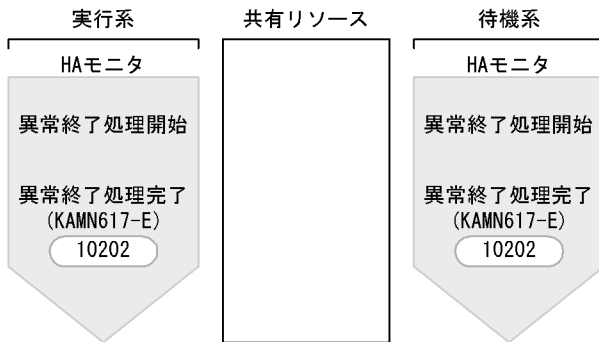 実行系
共有リソース
待機系
HAモニタ
HAモニタ
異常終了処理開始
異常終了処理開始
異常終了処理完了
(KAMN617-E)
10202
異常終了処理完了
(KAMN617-E)
10202